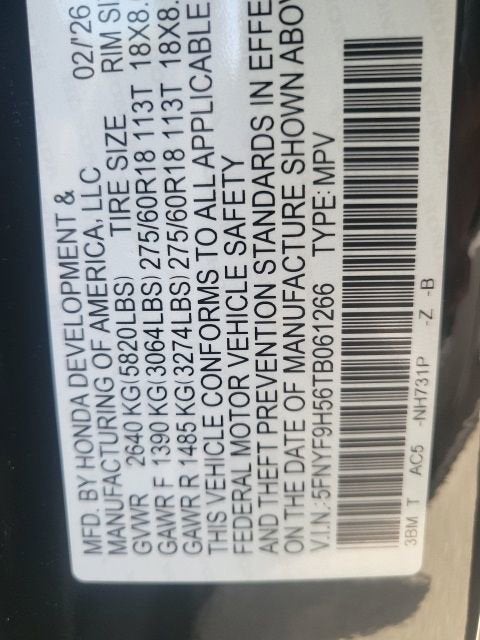 MFD. BY HONDA DEVELOPMENT & 02/'26
MANUFACTURING OF AMERICA, LLC
TIRE SIZE RIM SI
GVWR 2640 KG(5820LBS)
GAWR F 1390 KG(3064LBS) 275/60R18 113T 18X8.
GAWR R 1485 KG(3274LBS) 275/60R18 113T 18X8.
THIS VEHICLE CONFORMS TO ALL APPLICABLE
FEDERAL MOTOR VEHICLE SAFETY
AND THEFT PREVENTION STANDARDS IN EFFE
ON THE DATE OF MANUFACTURE SHOWN ABOV
V.I.N.:5FNYF9H56TB061266 TYPE:MPV
3BM T AC5 -NH731P -Z -B